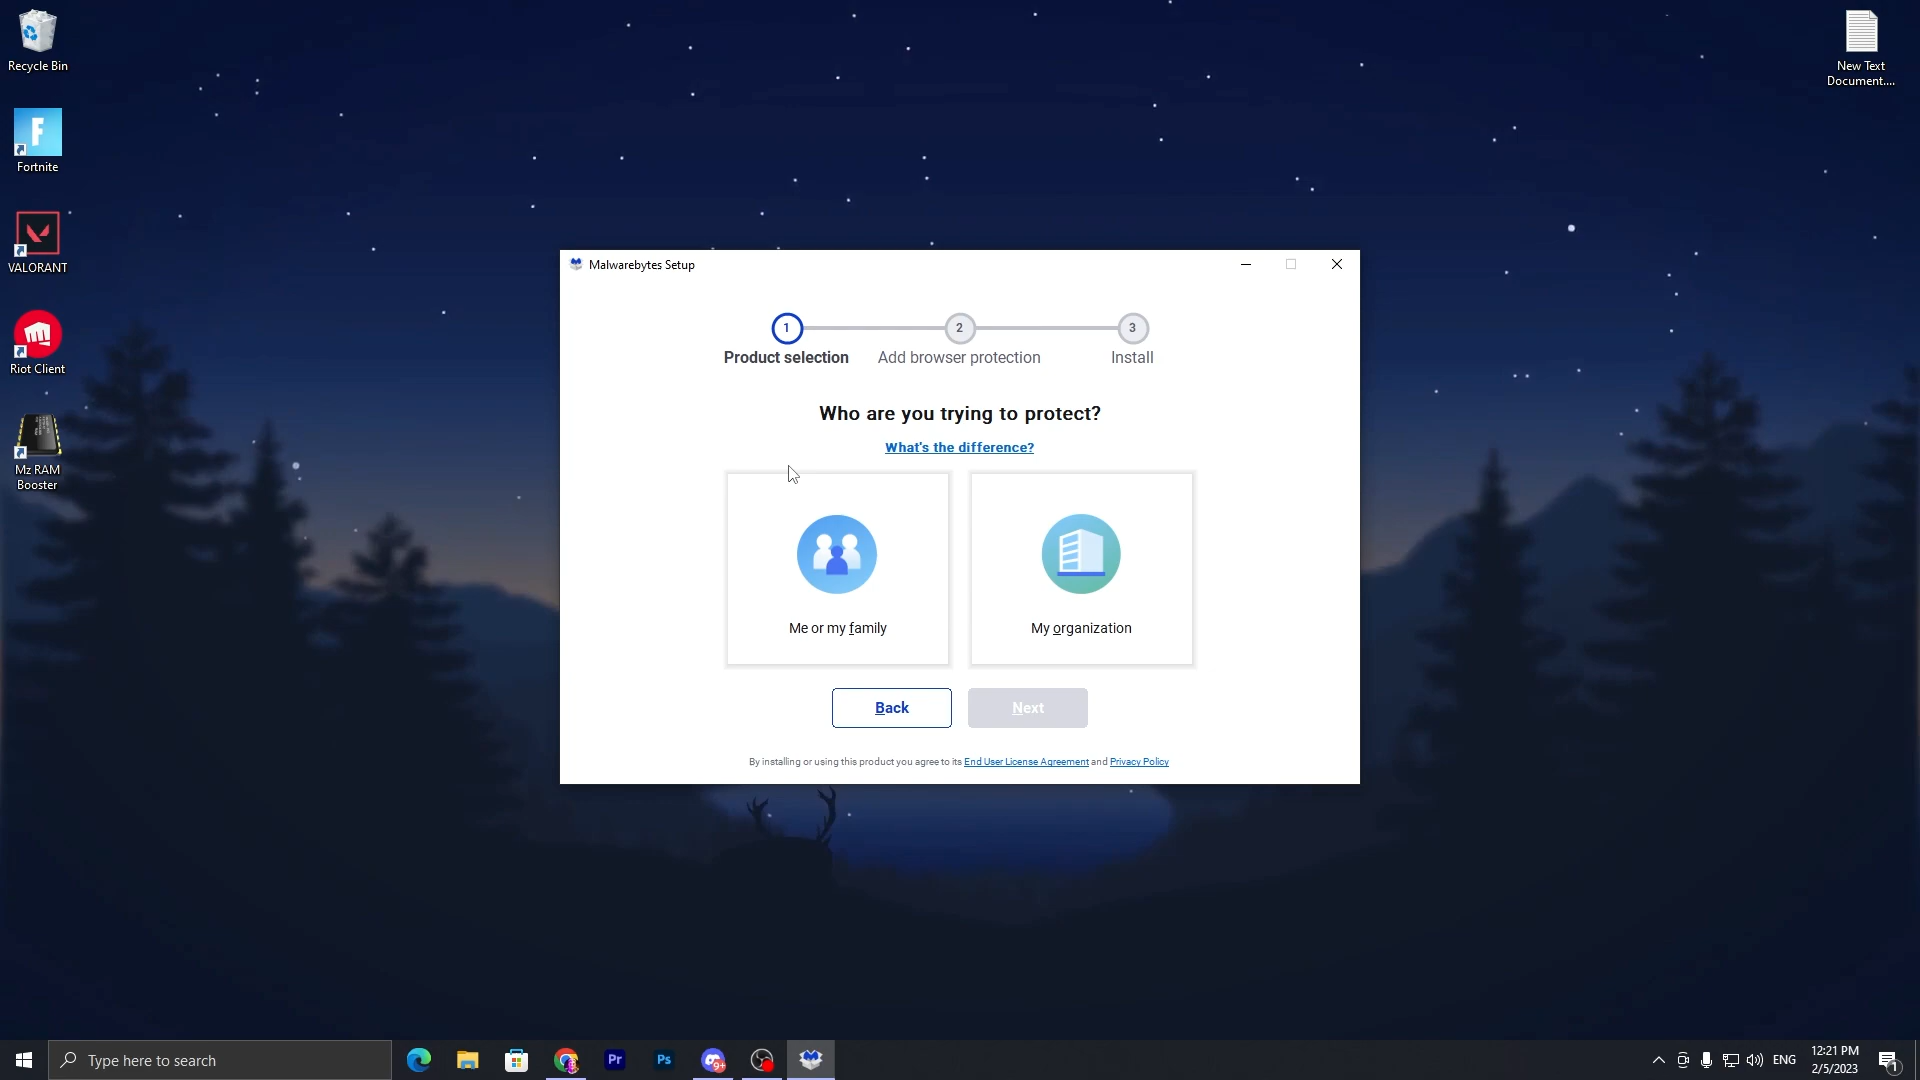 Recycle Bin
New Text
Document....
F
Fortnite
VALORANT
Riot Client
Mz RAM
Booster
Malwarebytes Setup
1
2
3
Product selection
Add browser protection
Install
Who are you trying to protect?
What's the difference?
Me or my family
My organization
Back
Next
By installing or using this product you agree to its End User License Agreement and Privacy Policy
Type here to search
Pr
Ps
9+
ENG
12:21 PM
2/5/2023
1